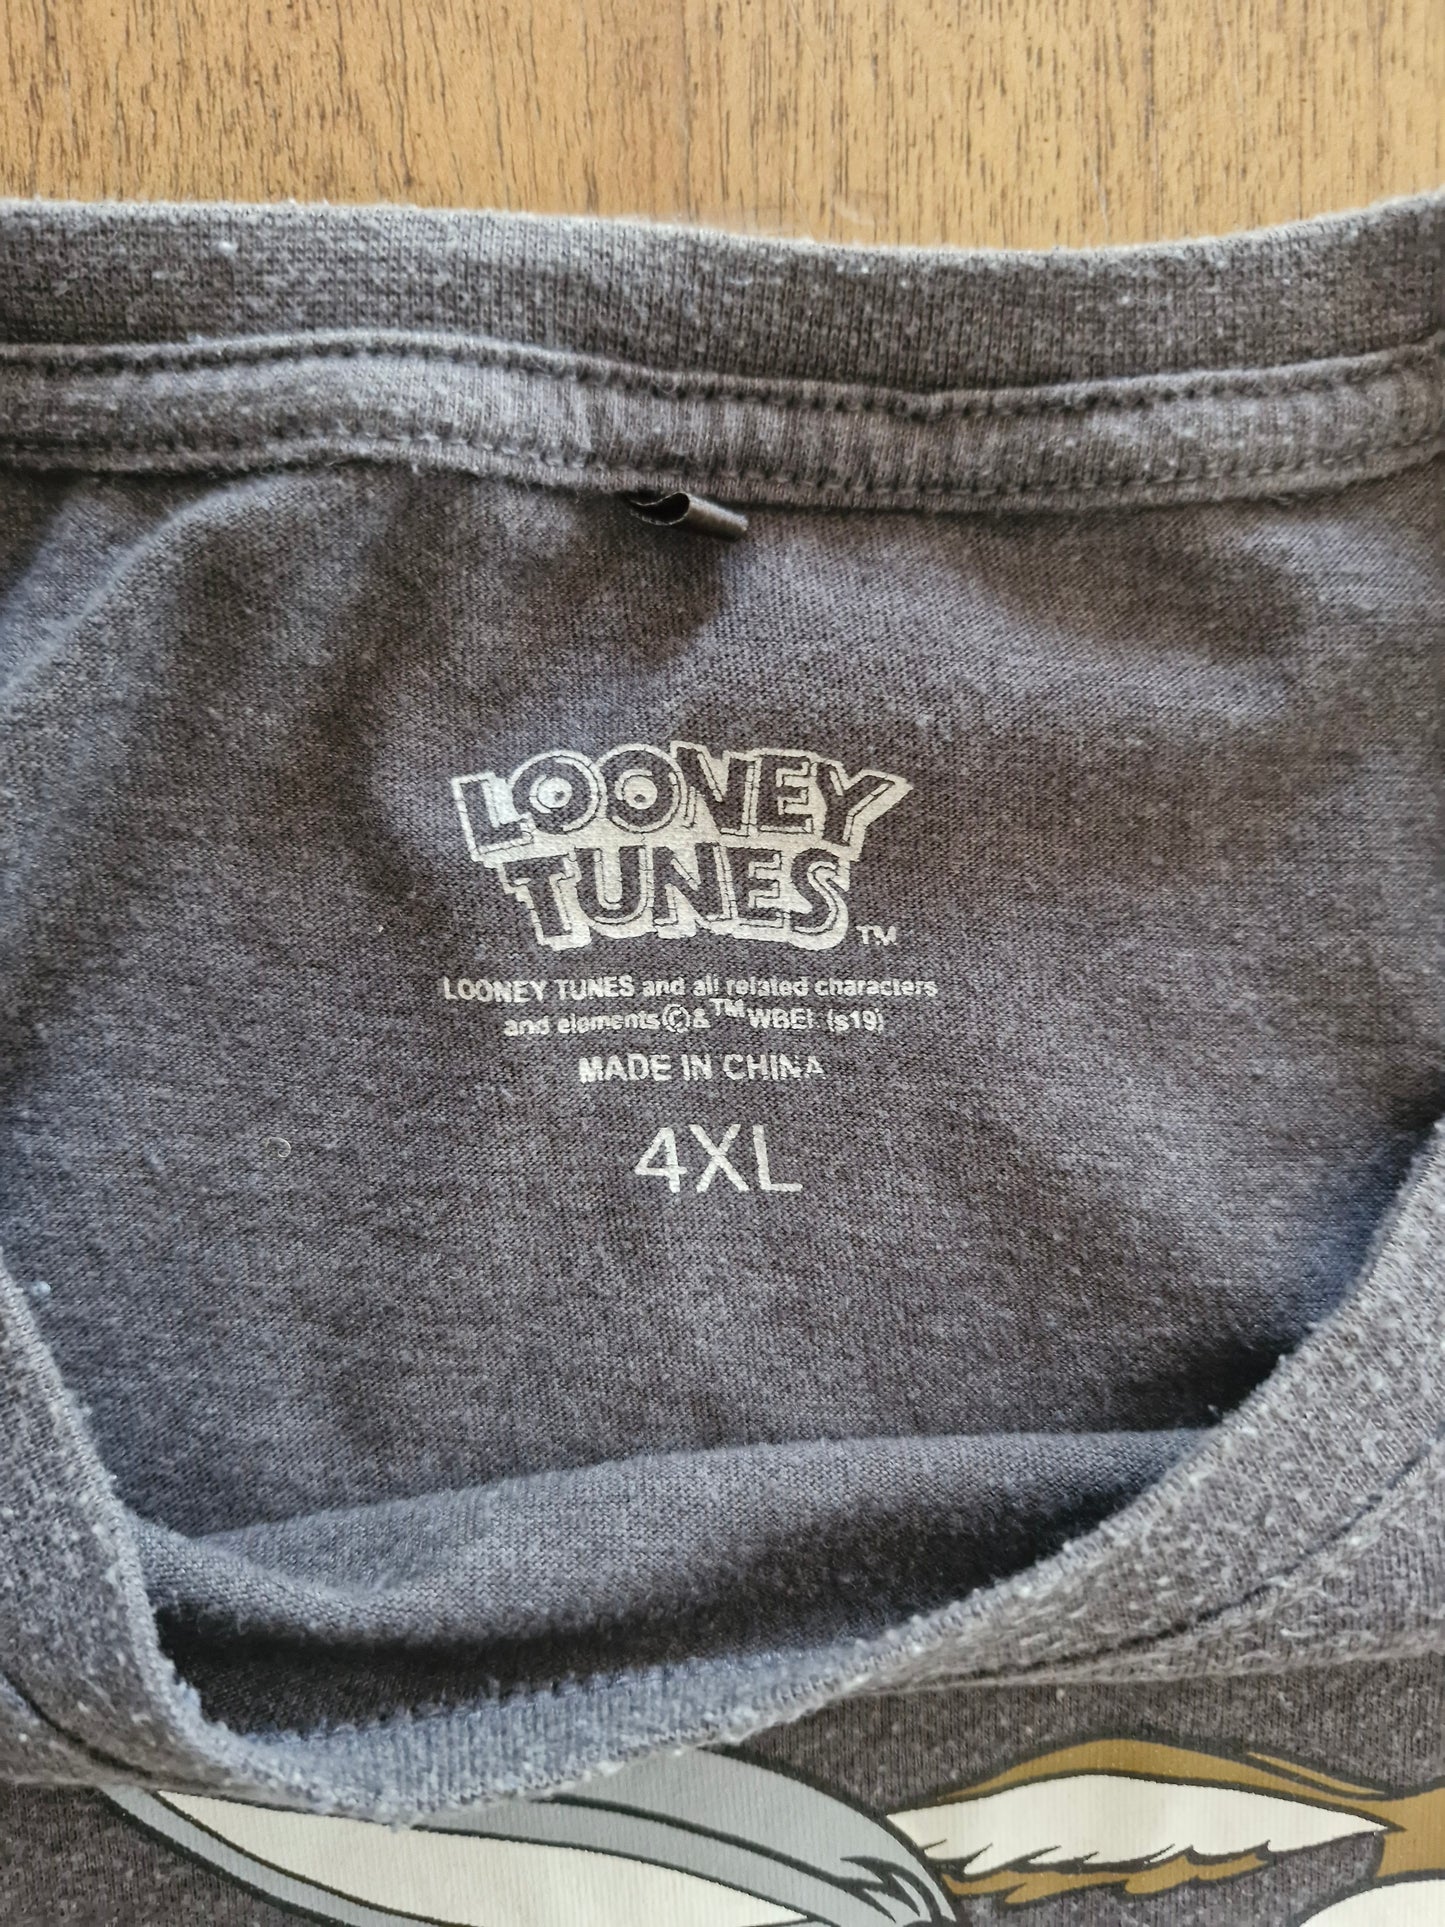 LOONEY
TUNES ™
LOONEY TUNES and all related characters
and elements © & ™ WBEI. (s19)
MADE IN CHINA
4XL